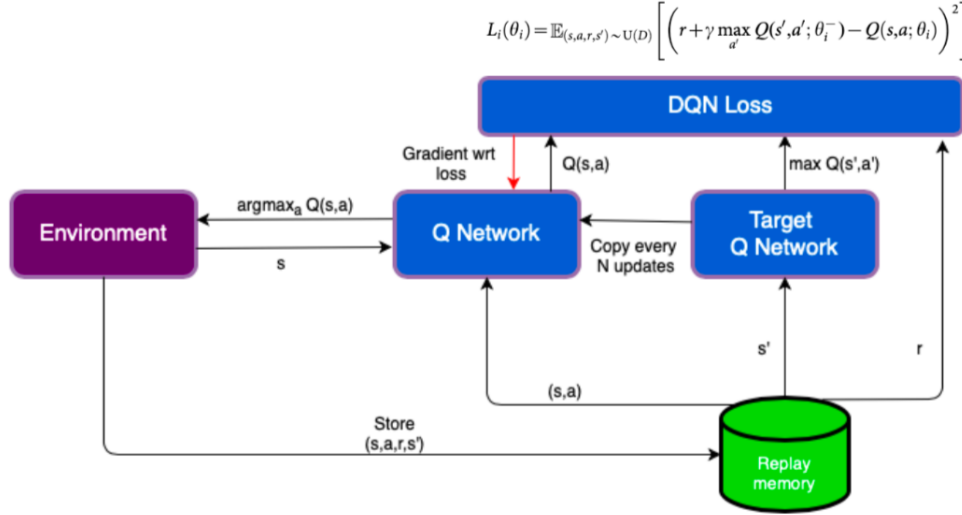 L_i(θ_i) = 𝔼_{(s,a,r,s′)∼U(D)} [ ( r + γ max_{a′} Q(s′,a′; θ_i^−) − Q(s,a; θ_i) )^2 ]
DQN Loss
Gradient wrt
loss
Q(s,a)
max Q(s',a')
argmax_a Q(s,a)
Environment
Q Network
Target
Q Network
s
Copy every
N updates
s'
r
(s,a)
Store
(s,a,r,s')
Replay
memory